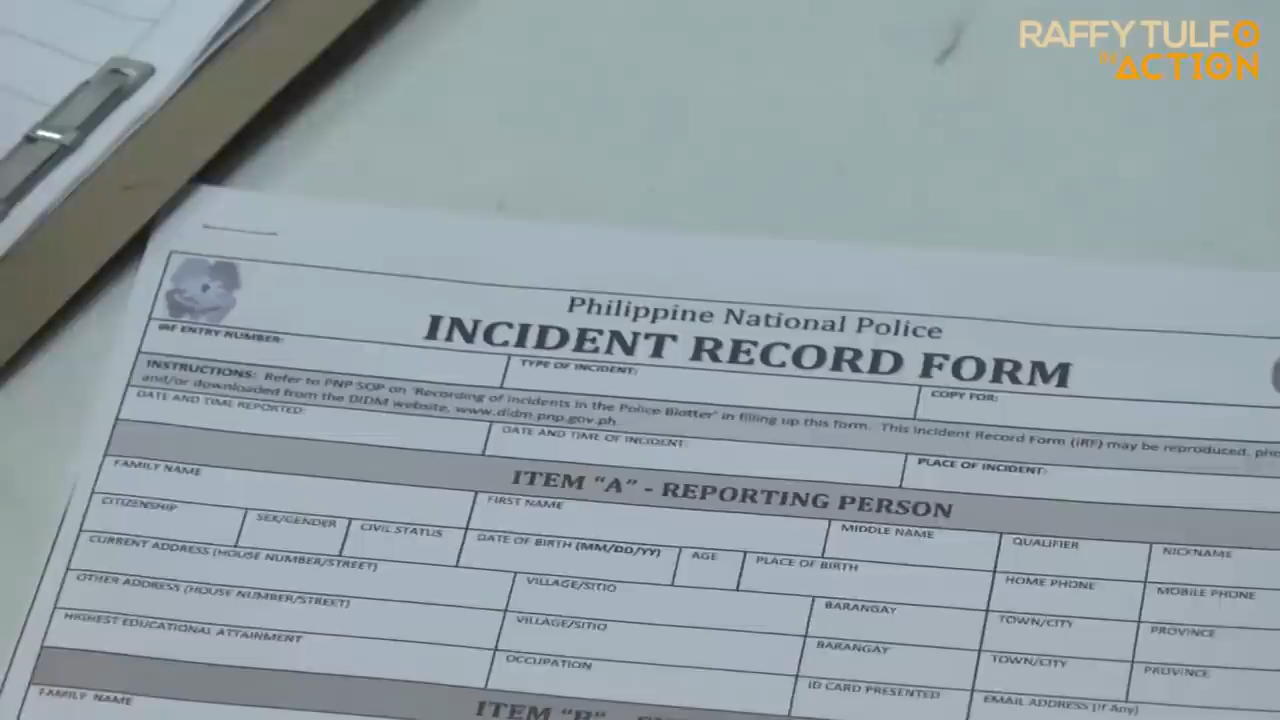 RAFFY TULFO
IN ACTION
Philippine National Police
INCIDENT RECORD FORM
IRF ENTRY NUMBER:
TYPE OF INCIDENT:
COPY FOR:
INSTRUCTIONS: Refer to PNP SOP on 'Recording of Incidents in the Police Blotter' in filling up this form. This Incident Record Form (IRF) may be reproduced,
and/or downloaded from the DIDM website, www.didm.pnp.gov.ph
DATE AND TIME REPORTED:
DATE AND TIME OF INCIDENT:
PLACE OF INCIDENT:
ITEM "A" - REPORTING PERSON
FAMILY NAME
FIRST NAME
MIDDLE NAME
QUALIFIER
NICKNAME
CITIZENSHIP
SEX/GENDER
CIVIL STATUS
DATE OF BIRTH (MM/DD/YY)
AGE
PLACE OF BIRTH
HOME PHONE
MOBILE PHONE
CURRENT ADDRESS (HOUSE NUMBER/STREET)
VILLAGE/SITIO
BARANGAY
TOWN/CITY
PROVINCE
OTHER ADDRESS (HOUSE NUMBER/STREET)
VILLAGE/SITIO
BARANGAY
TOWN/CITY
PROVINCE
HIGHEST EDUCATIONAL ATTAINMENT
OCCUPATION
ID CARD PRESENTED
EMAIL ADDRESS (If Any)
ITEM "B" -
FAMILY NAME